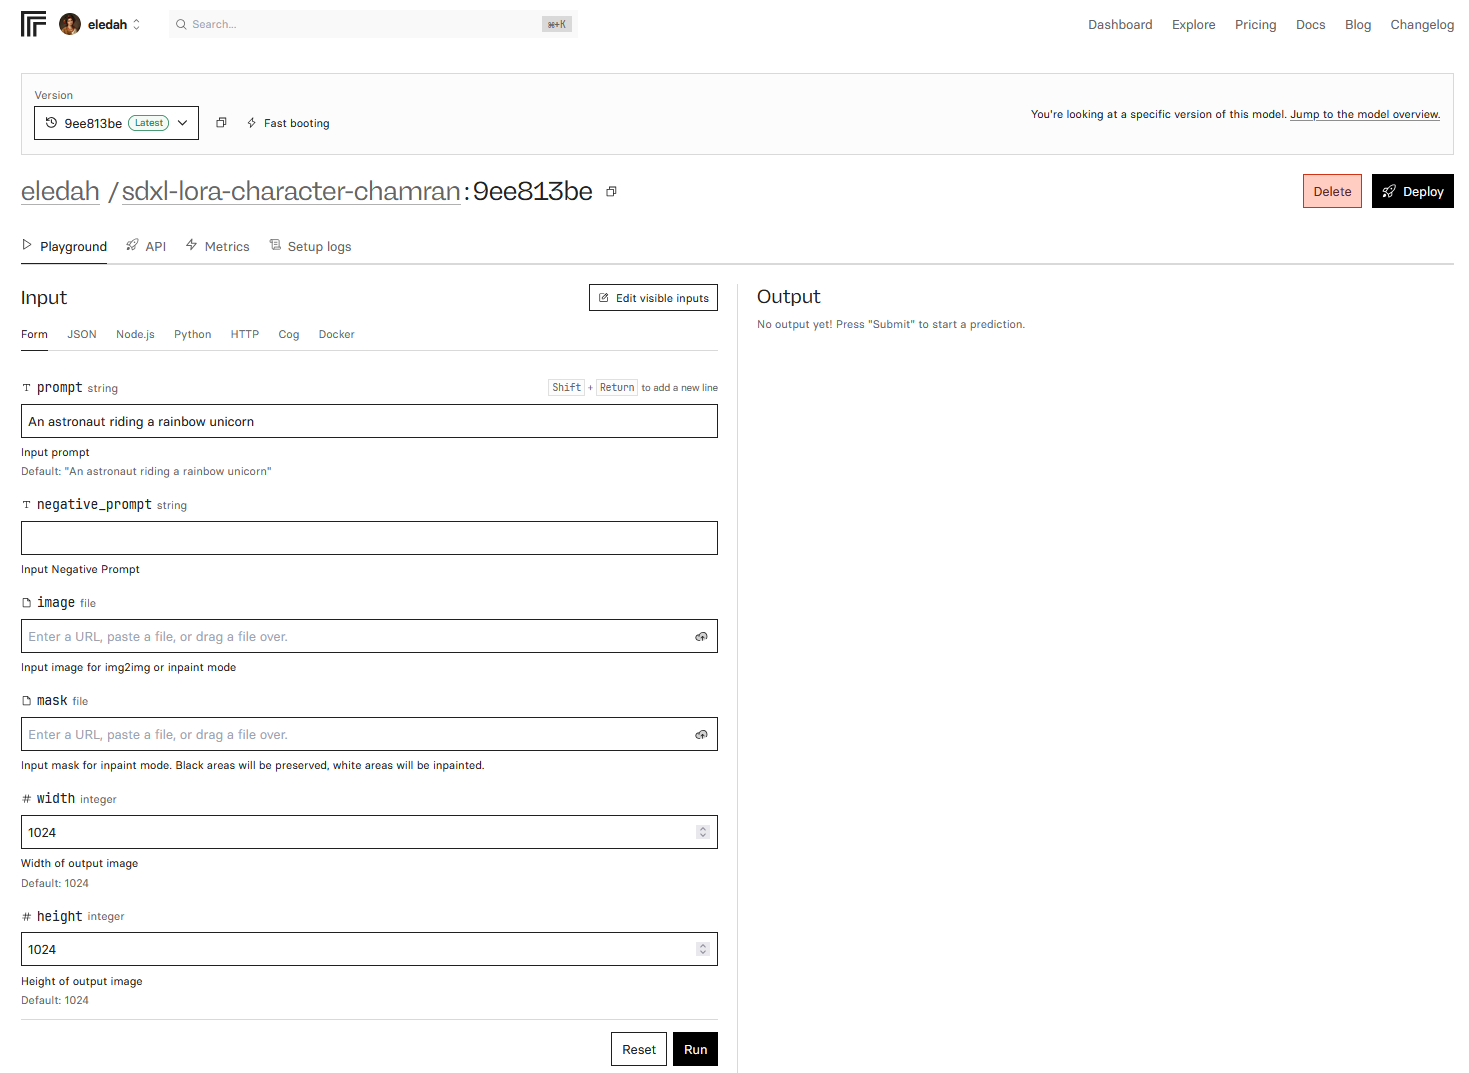 eledah
Search...
⌘+K
Dashboard
Explore
Pricing
Docs
Blog
Changelog
Version
9ee813be Latest
Fast booting
You're looking at a specific version of this model. Jump to the model overview.
eledah /sdxl-lora-character-chamran:9ee813be
Delete
Deploy
Playground
API
Metrics
Setup logs
Input
Edit visible inputs
Form
JSON
Node.js
Python
HTTP
Cog
Docker
prompt string
Shift + Return to add a new line
An astronaut riding a rainbow unicorn
Input prompt
Default: "An astronaut riding a rainbow unicorn"
negative_prompt string
Input Negative Prompt
image file
Enter a URL, paste a file, or drag a file over.
Input image for img2img or inpaint mode
mask file
Enter a URL, paste a file, or drag a file over.
Input mask for inpaint mode. Black areas will be preserved, white areas will be inpainted.
# width integer
1024
Width of output image
Default: 1024
# height integer
1024
Height of output image
Default: 1024
Reset
Run
Output
No output yet! Press "Submit" to start a prediction.